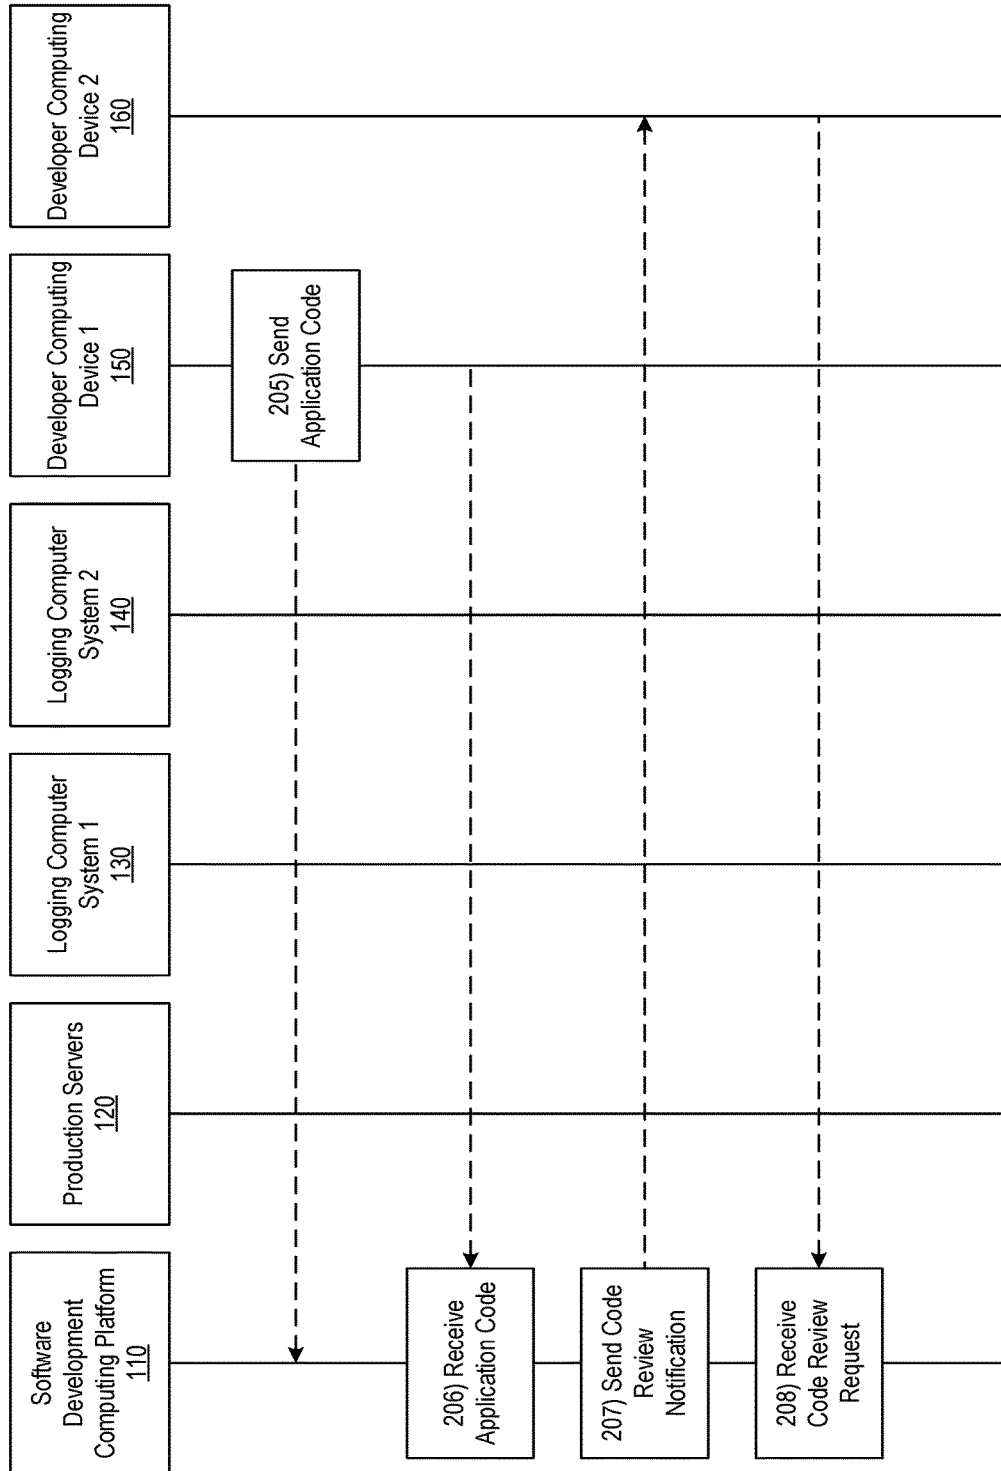 Software
Development
Computing Platform
110
Production Servers
120
Logging Computer
System 1
130
Logging Computer
System 2
140
Developer Computing
Device 1
150
Developer Computing
Device 2
160
205) Send
Application Code
206) Receive
Application Code
207) Send Code
Review
Notification
208) Receive
Code Review
Request